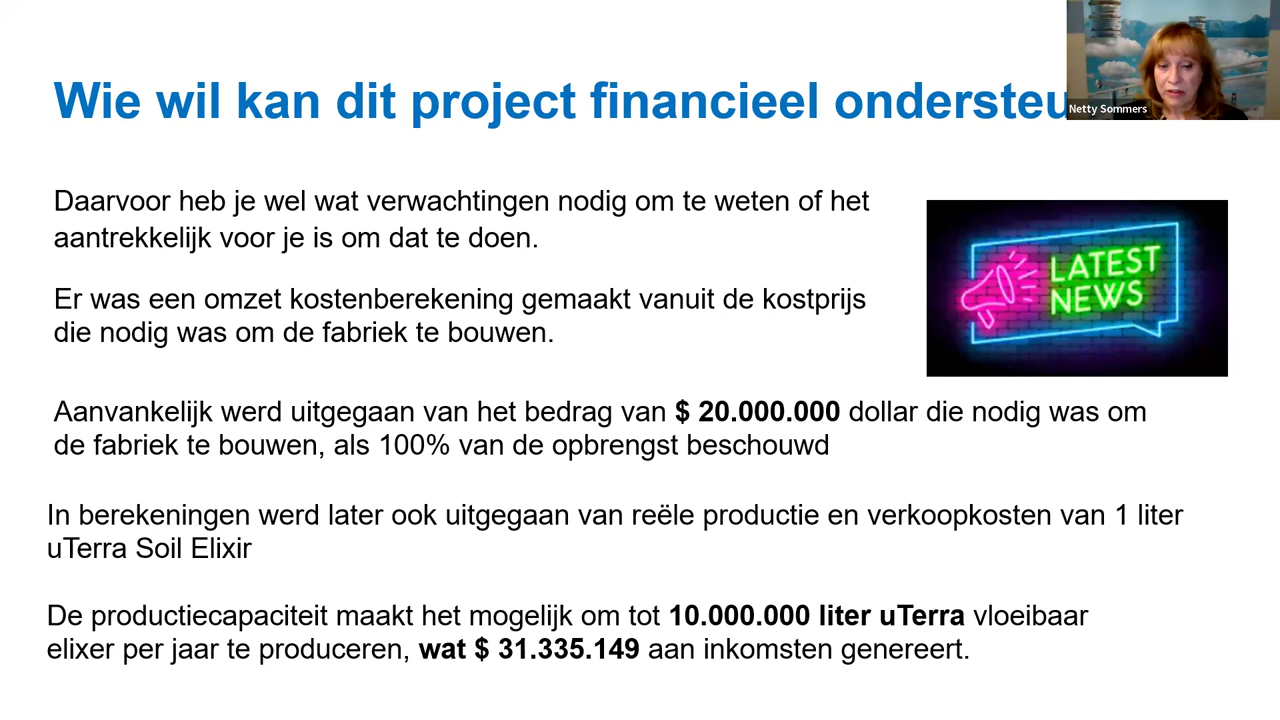 Wie wil kan dit project financieel ondersteu
Netty Sommers
Daarvoor heb je wel wat verwachtingen nodig om te weten of het
aantrekkelijk voor je is om dat te doen.
Er was een omzet kostenberekening gemaakt vanuit de kostprijs
die nodig was om de fabriek te bouwen.
LATEST
NEWS
Aanvankelijk werd uitgegaan van het bedrag van $ 20.000.000 dollar die nodig was om
de fabriek te bouwen, als 100% van de opbrengst beschouwd
In berekeningen werd later ook uitgegaan van reële productie en verkoopkosten van 1 liter
uTerra Soil Elixir
De productiecapaciteit maakt het mogelijk om tot 10.000.000 liter uTerra vloeibaar
elixer per jaar te produceren, wat $ 31.335.149 aan inkomsten genereert.